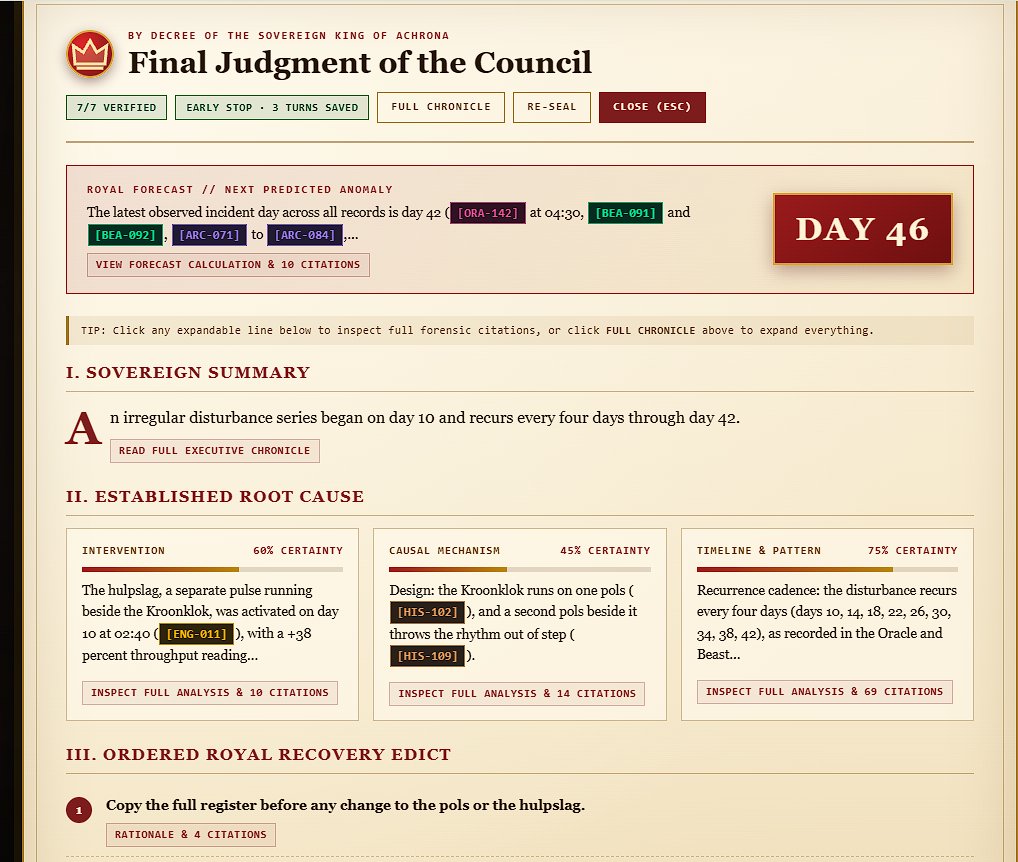 BY DECREE OF THE SOVEREIGN KING OF ACHRONA
Final Judgment of the Council
7/7 VERIFIED
EARLY STOP · 3 TURNS SAVED
FULL CHRONICLE
RE-SEAL
CLOSE (ESC)
ROYAL FORECAST // NEXT PREDICTED ANOMALY
The latest observed incident day across all records is day 42 ( [ORA-142] at 04:30, [BEA-091] and
[BEA-092] , [ARC-071] to [ARC-084] ,...
VIEW FORECAST CALCULATION & 10 CITATIONS
DAY 46
TIP: Click any expandable line below to inspect full forensic citations, or click FULL CHRONICLE above to expand everything.
I. SOVEREIGN SUMMARY
An irregular disturbance series began on day 10 and recurs every four days through day 42.
READ FULL EXECUTIVE CHRONICLE
II. ESTABLISHED ROOT CAUSE
INTERVENTION 60% CERTAINTY
The hulpslag, a separate pulse running
beside the Kroonklok, was activated on day
10 at 02:40 ( [ENG-011] ), with a +38
percent throughput reading...
INSPECT FULL ANALYSIS & 10 CITATIONS
CAUSAL MECHANISM 45% CERTAINTY
Design: the Kroonklok runs on one pols (
[HIS-102] ), and a second pols beside it
throws the rhythm out of step (
[HIS-109] ).
INSPECT FULL ANALYSIS & 14 CITATIONS
TIMELINE & PATTERN 75% CERTAINTY
Recurrence cadence: the disturbance recurs
every four days (days 10, 14, 18, 22, 26, 30,
34, 38, 42), as recorded in the Oracle and
Beast...
INSPECT FULL ANALYSIS & 69 CITATIONS
III. ORDERED ROYAL RECOVERY EDICT
1 Copy the full register before any change to the pols or the hulpslag.
RATIONALE & 4 CITATIONS